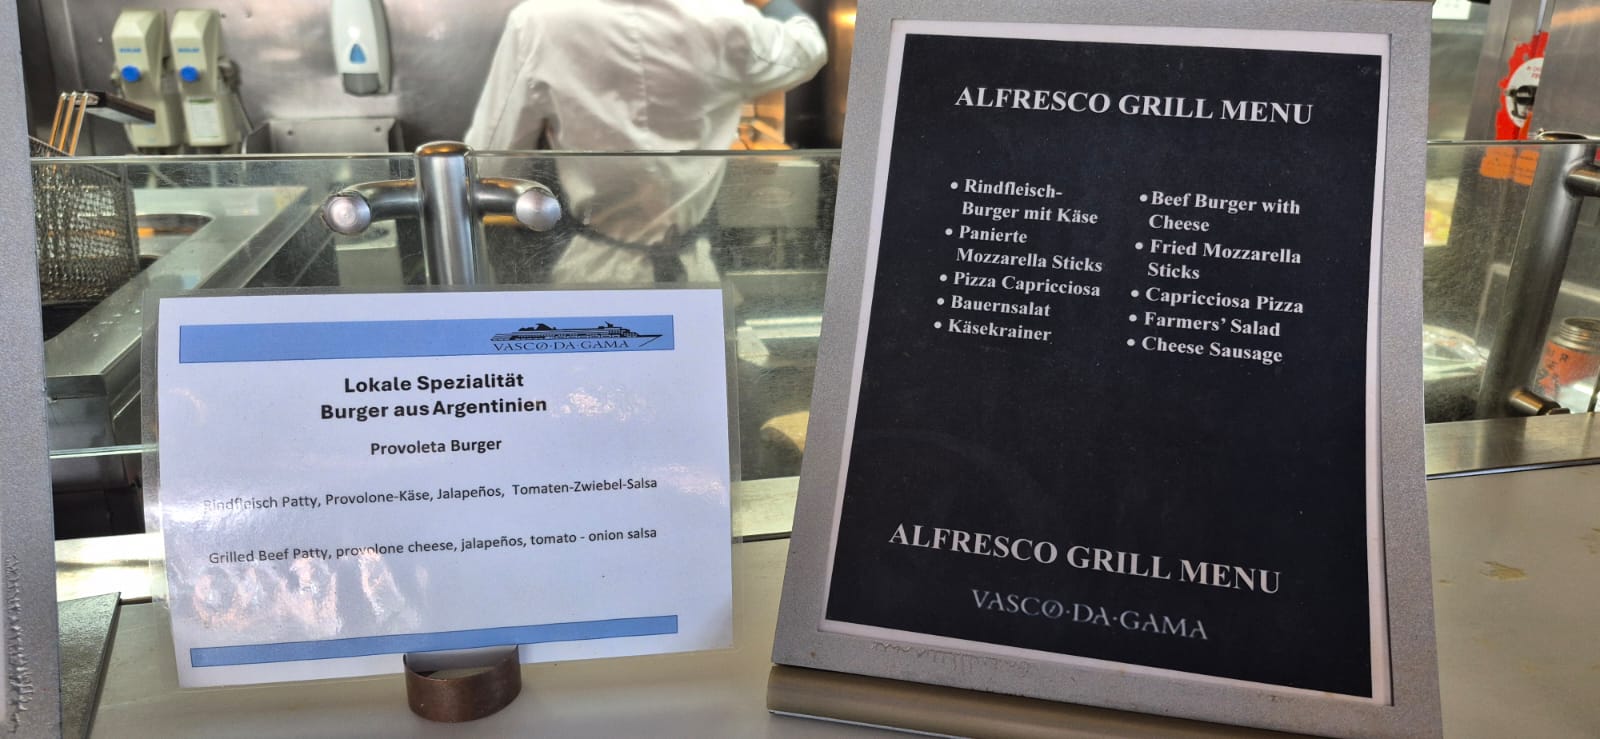 VASCO·DA·GAMA
Lokale Spezialität
Burger aus Argentinien
Provoleta Burger
Rindfleisch Patty, Provolone-Käse, Jalapeños, Tomaten-Zwiebel-Salsa
Grilled Beef Patty, provolone cheese, jalapeños, tomato - onion salsa
ALFRESCO GRILL MENU
• Rindfleisch-
Burger mit Käse
• Panierte
Mozzarella Sticks
• Pizza Capricciosa
• Bauernsalat
• Käsekrainer
• Beef Burger with
Cheese
• Fried Mozzarella
Sticks
• Capricciosa Pizza
• Farmers’ Salad
• Cheese Sausage
ALFRESCO GRILL MENU
VASCO·DA·GAMA